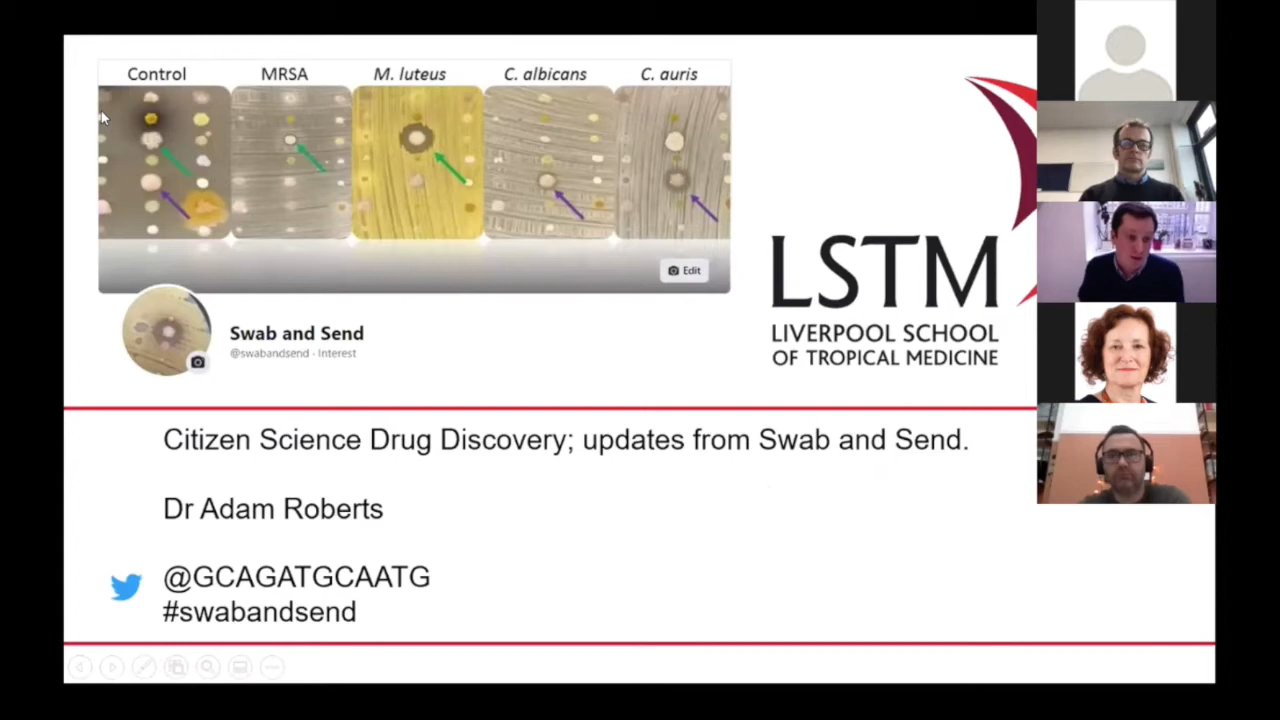 Control MRSA M. luteus C. albicans C. auris
Edit
Swab and Send
@swabandsend · Interest
LSTM
LIVERPOOL SCHOOL
OF TROPICAL MEDICINE
Citizen Science Drug Discovery; updates from Swab and Send.
Dr Adam Roberts
@GCAGATGCAATG
#swabandsend